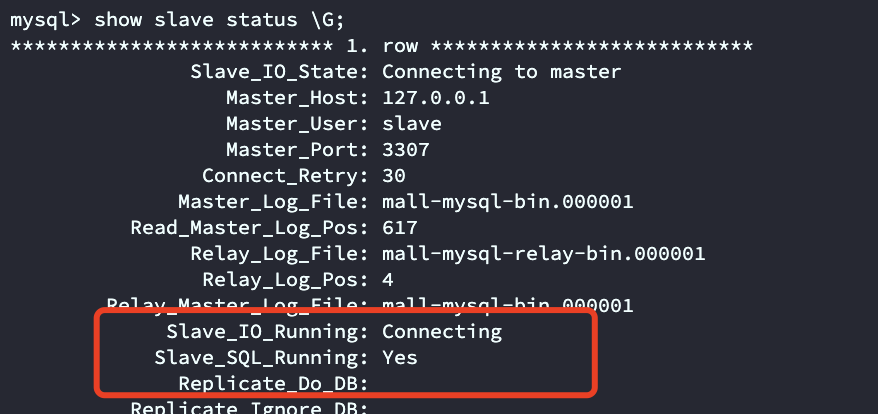 mysql> show slave status \G;
*************************** 1. row ***************************
Slave_IO_State: Connecting to master
Master_Host: 127.0.0.1
Master_User: slave
Master_Port: 3307
Connect_Retry: 30
Master_Log_File: mall-mysql-bin.000001
Read_Master_Log_Pos: 617
Relay_Log_File: mall-mysql-relay-bin.000001
Relay_Log_Pos: 4
Relay_Master_Log_File: mall-mysql-bin.000001
Slave_IO_Running: Connecting
Slave_SQL_Running: Yes
Replicate_Do_DB:
Replicate_Ignore_DB: